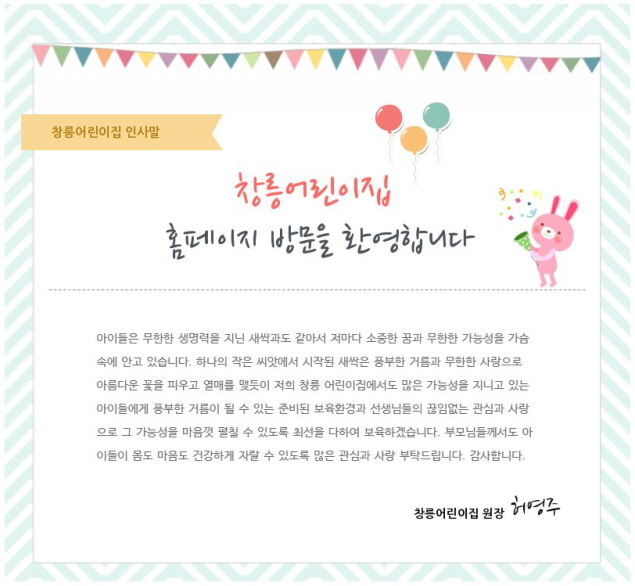 창릉어린이집 인사말
창릉어린이집
홈페이지 방문을 환영합니다
아이들은 무한한 생명력을 지닌 새싹과도 같아서 저마다 소중한 꿈과 무한한 가능성을 가슴
속에 안고 있습니다. 하나의 작은 씨앗에서 시작된 새싹은 풍부한 거름과 무한한 사랑으로
아름다운 꽃을 피우고 열매를 맺듯이 저희 창릉 어린이집에서도 많은 가능성을 지니고 있는
아이들에게 풍부한 거름이 될 수 있는 준비된 보육환경과 선생님들의 끊임없는 관심과 사랑
으로 그 가능성을 마음껏 펼칠 수 있도록 최선을 다하여 보육하겠습니다. 부모님들께서도 아
이들이 몸도 마음도 건강하게 자랄 수 있도록 많은 관심과 사랑 부탁드립니다. 감사합니다.
창릉어린이집 원장 허영주